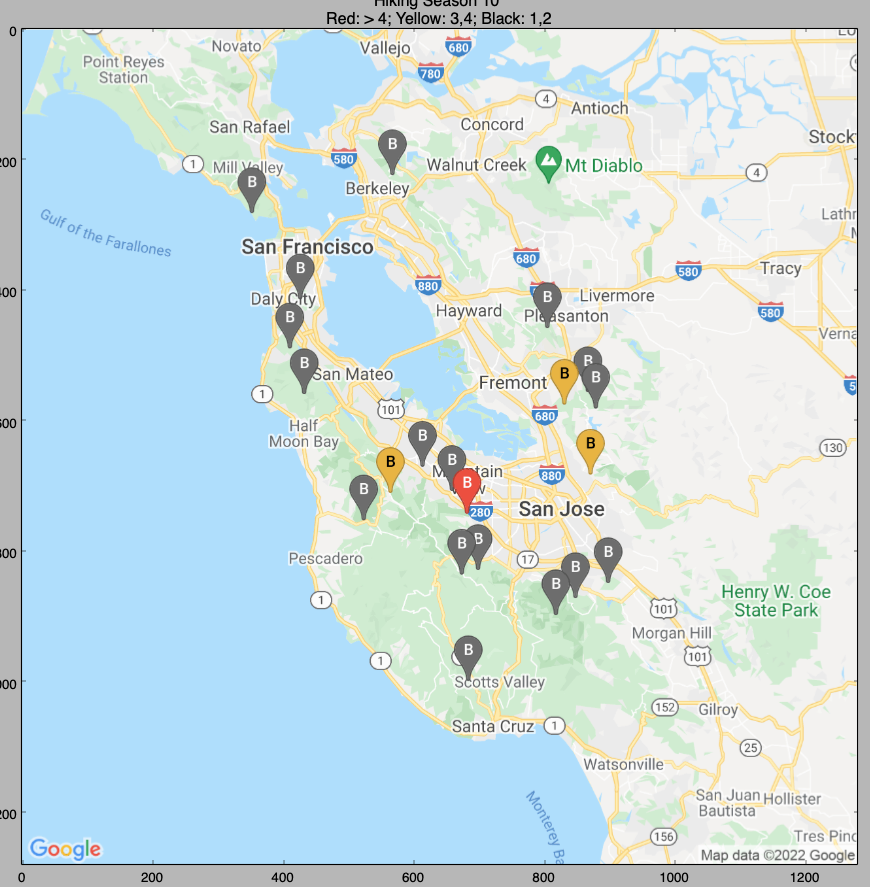 Hiking Season 10
Red: > 4; Yellow: 3,4; Black: 1,2
0
Novato
Vallejo
680
780
Point Reyes
Station
4
Antioch
Concord
San Rafael
Stock
200
1
Mill Valley
580
B
Walnut Creek
Mt Diablo
4
B
Berkeley
Gulf of the Farallones
Lathr
San Francisco
680
B
580
Tracy
400
Daly City
880
B
Livermore
Hayward
Pleasanton
580
B
Verna
B
San Mateo
Fremont
B
B
B
1
101
680
600
Half
Moon Bay
B
B
130
B
B
Mountain
View
880
B
B
280
San Jose
800
Pescadero
B
B
17
B
B
B
1
101
Henry W. Coe
State Park
Morgan Hill
1
B
101
Scotts Valley
152
Gilroy
Santa Cruz
1
25
Watsonville
San Juan
Bautista
Hollister
Monterey Ba
200
156
Tres Pino
Google
Map data ©2022 Google
0
200
400
600
800
1000
1200